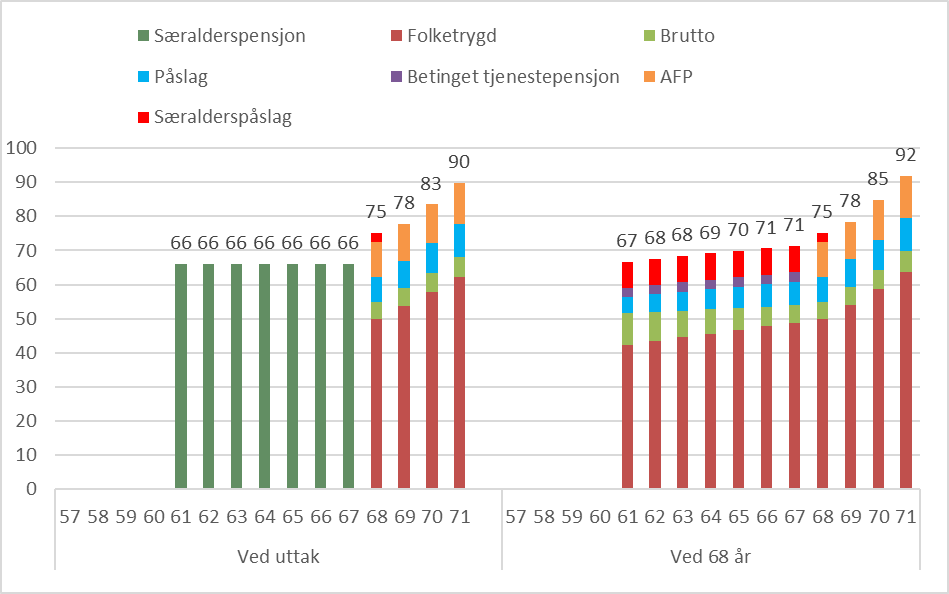 Særalderspensjon Folketrygd Brutto
Påslag Betinget tjenestepensjon AFP
Særalderspåslag
100
90
80
70
60
50
40
30
20
10
0
66 66 66 66 66 66 66 75 78 83 90
67 68 68 69 70 71 71 75 78 85 92
57 58 59 60 61 62 63 64 65 66 67 68 69 70 71 57 58 59 60 61 62 63 64 65 66 67 68 69 70 71
Ved uttak Ved 68 år